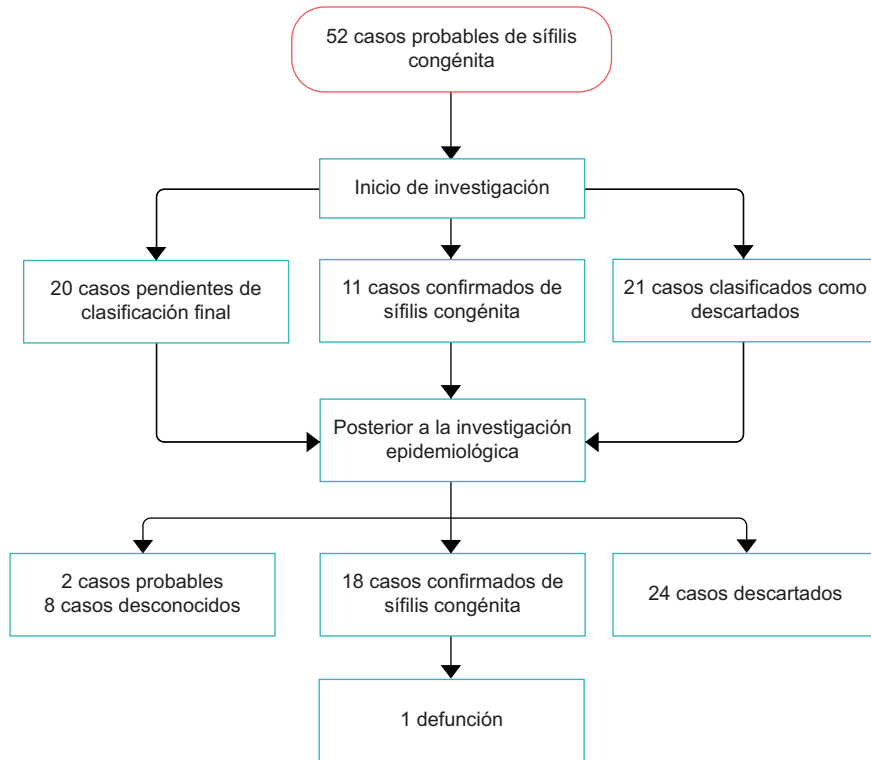 52 casos probables de sífilis
congénita
Inicio de investigación
20 casos pendientes de
clasificación final
11 casos confirmados de
sífilis congénita
21 casos clasificados como
descartados
Posterior a la investigación
epidemiológica
2 casos probables
8 casos desconocidos
18 casos confirmados de
sífilis congénita
24 casos descartados
1 defunción